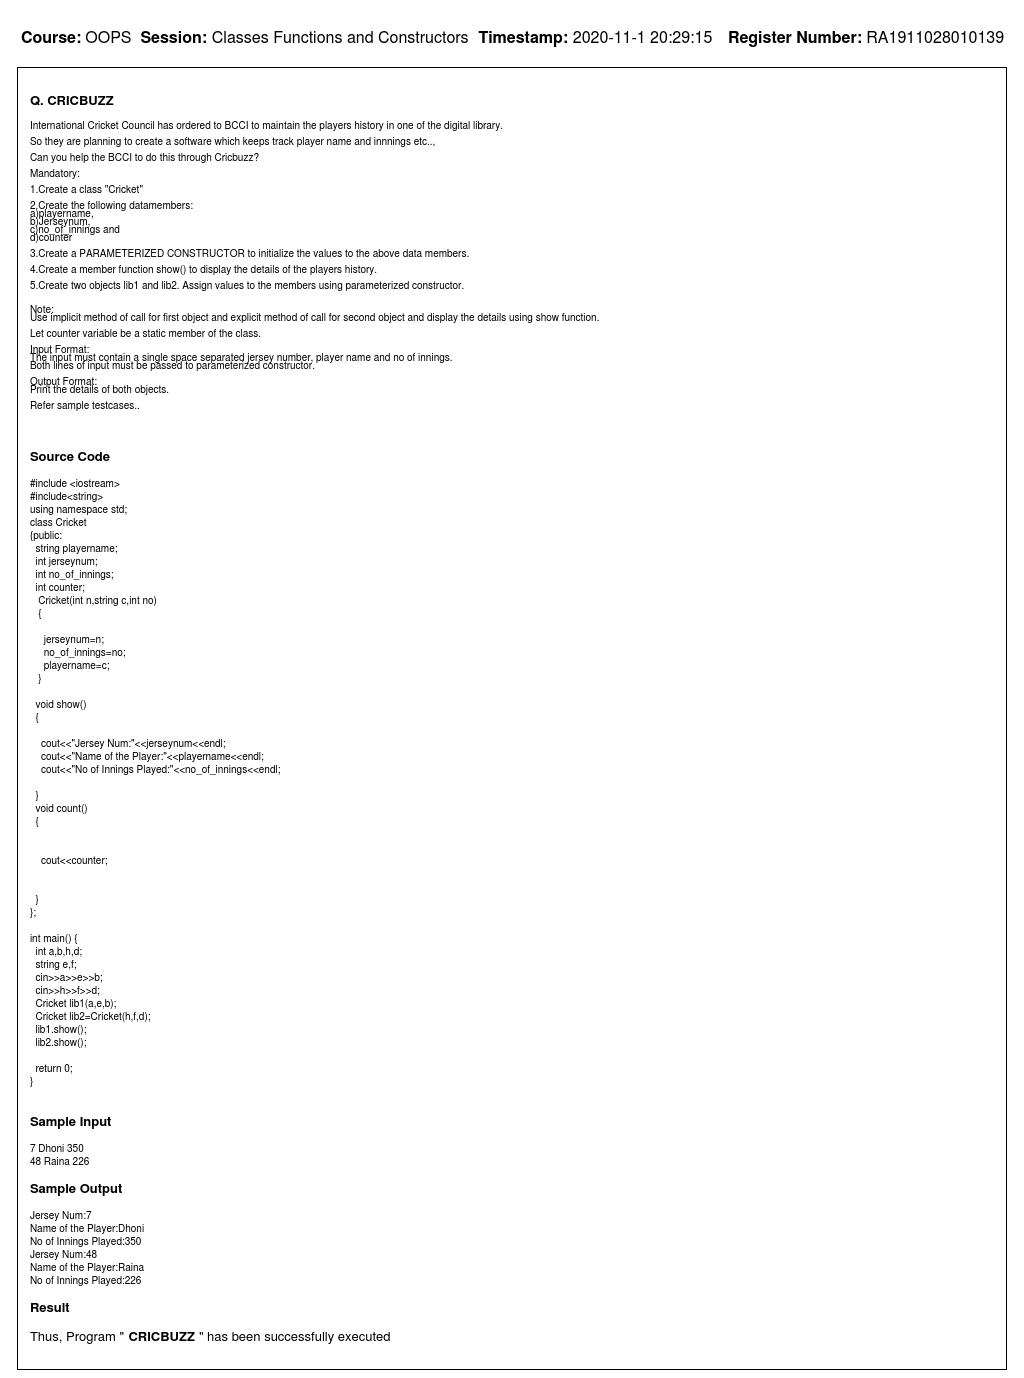 Course: OOPS Session: Classes Functions and Constructors Timestamp: 2020-11-1 20:29:15 Register Number: RA1911028010139
Q. CRICBUZZ
International Cricket Council has ordered to BCCI to maintain the players history in one of the digital library.
So they are planning to create a software which keeps track player name and innnings etc..,
Can you help the BCCI to do this through Cricbuzz?
Mandatory:
1.Create a class "Cricket"
2.Create the following datamembers:
a)playername,
b)Jerseynum,
c)no_of_innings and
d)counter
3.Create a PARAMETERIZED CONSTRUCTOR to initialize the values to the above data members.
4.Create a member function show() to display the details of the players history.
5.Create two objects lib1 and lib2. Assign values to the members using parameterized constructor.
Note:
Use implicit method of call for first object and explicit method of call for second object and display the details using show function.
Let counter variable be a static member of the class.
Input Format:
The input must contain a single space separated jersey number, player name and no of innings.
Both lines of input must be passed to parameterized constructor.
Output Format:
Print the details of both objects.
Refer sample testcases..
Source Code
#include <iostream>
#include<string>
using namespace std;
class Cricket
{public:
string playername;
int jerseynum;
int no_of_innings;
int counter;
Cricket(int n,string c,int no)
{
jerseynum=n;
no_of_innings=no;
playername=c;
}
void show()
{
cout<<"Jersey Num:"<<jerseynum<<endl;
cout<<"Name of the Player:"<<playername<<endl;
cout<<"No of Innings Played:"<<no_of_innings<<endl;
}
void count()
{
cout<<counter;
}
};
int main() {
int a,b,h,d;
string e,f;
cin>>a>>e>>b;
cin>>h>>f>>d;
Cricket lib1(a,e,b);
Cricket lib2=Cricket(h,f,d);
lib1.show();
lib2.show();
return 0;
}
Sample Input
7 Dhoni 350
48 Raina 226
Sample Output
Jersey Num:7
Name of the Player:Dhoni
No of Innings Played:350
Jersey Num:48
Name of the Player:Raina
No of Innings Played:226
Result
Thus, Program " CRICBUZZ " has been successfully executed